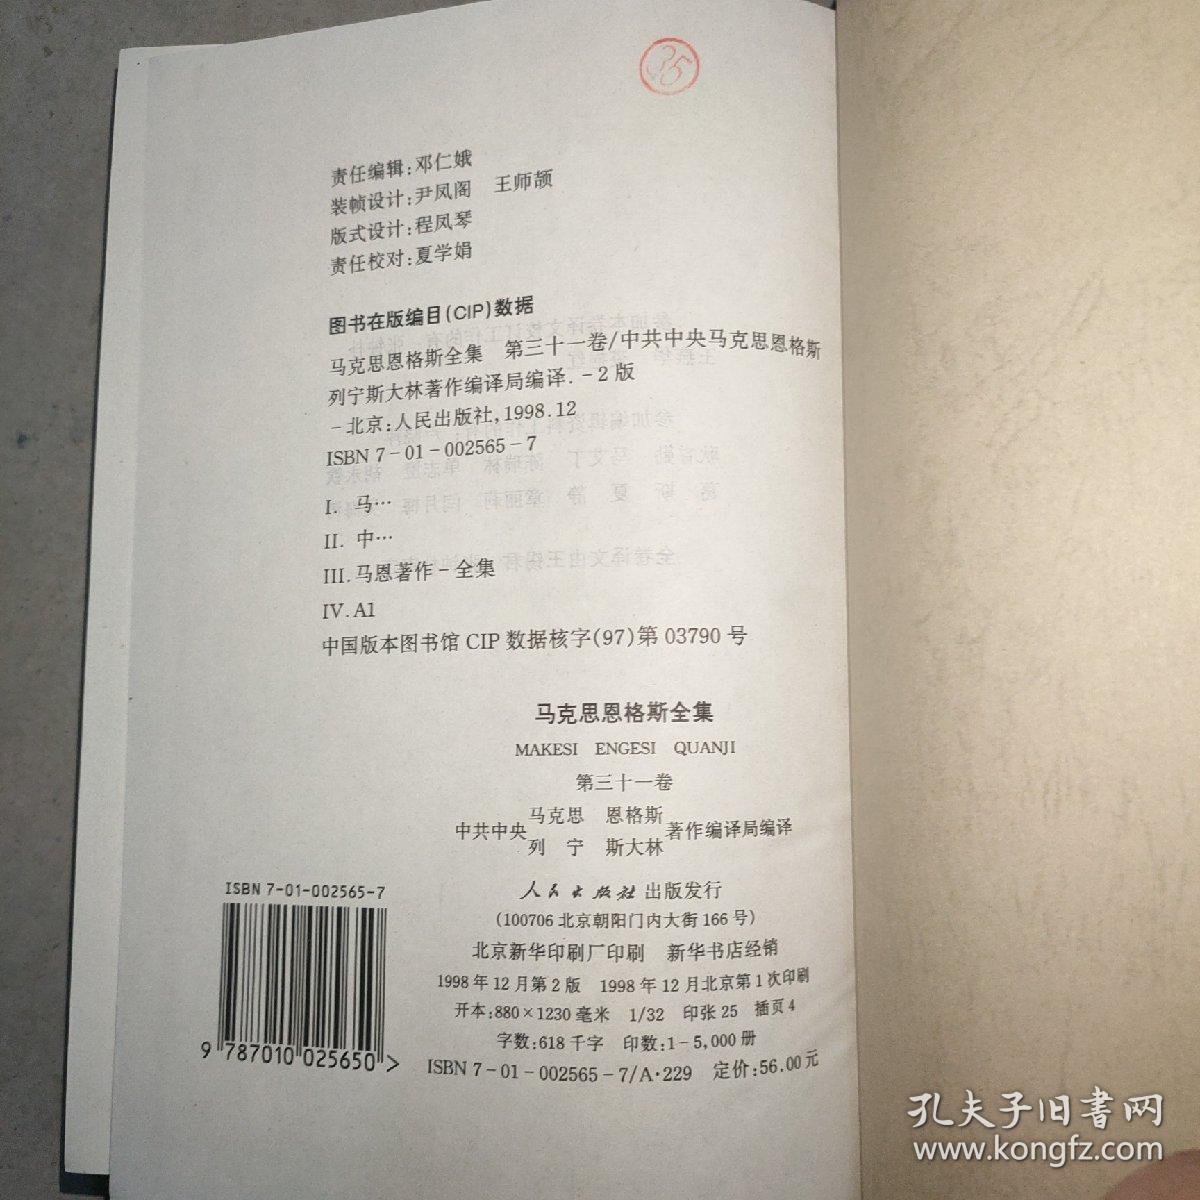 35
责任编辑:邓仁娥
装帧设计:尹凤阁 王师颉
版式设计:程凤琴
责任校对:夏学娟
图书在版编目(CIP)数据
马克思恩格斯全集 第三十一卷/中共中央马克思恩格斯
列宁斯大林著作编译局编译.-2版
-北京:人民出版社,1998.12
ISBN 7-01-002565-7
I. 马…
II. 中…
III.马恩著作-全集
IV.A1
中国版本图书馆CIP数据核字(97)第03790号
马克思恩格斯全集
MAKESI ENGESI QUANJI
第三十一卷
中共中央马克思 恩格斯
列 宁 斯大林著作编译局编译
人民出版社出版发行
(100706北京朝阳门内大街166号)
北京新华印刷厂印刷 新华书店经销
1998年12月第2版 1998年12月北京第1次印刷
开本:880×1230毫米 1/32 印张25 插页4
字数:618千字 印数:1-5,000册
ISBN 7-01-002565-7/A·229 定价:56.00元
ISBN 7-01-002565-7
9 787010 025650>
孔夫子旧书网
www.kongfz.com